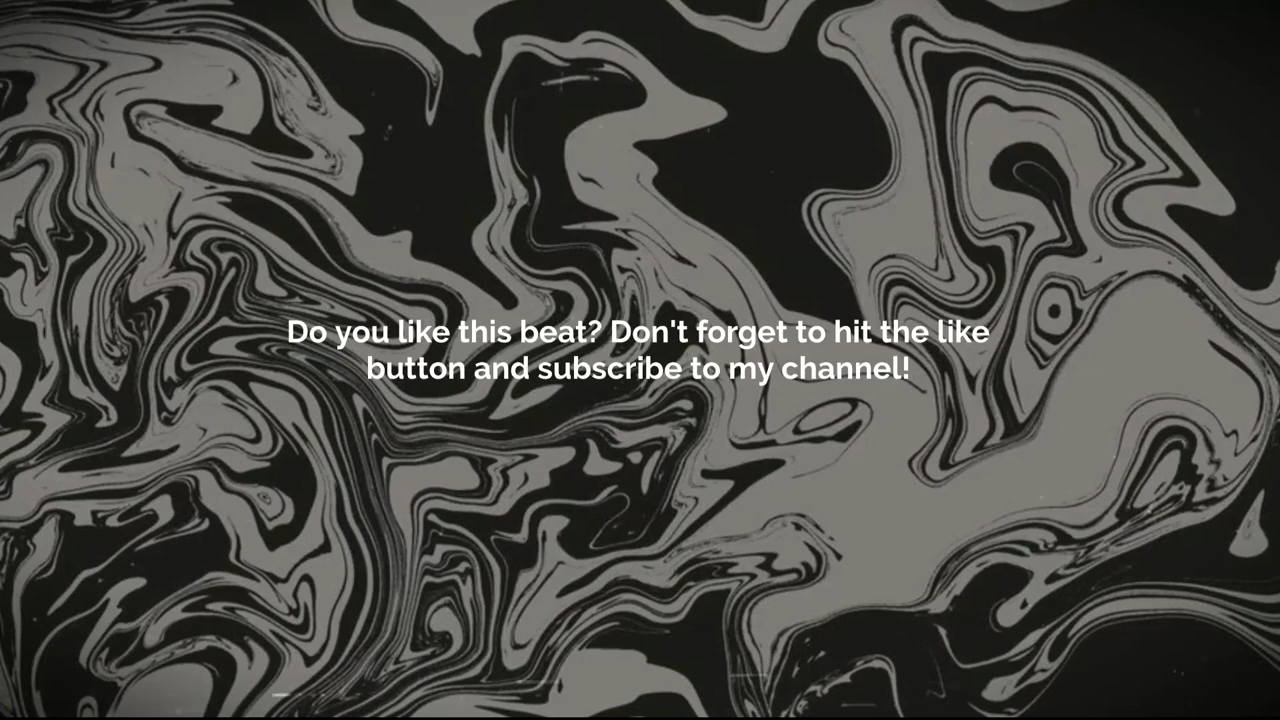 Do you like this beat? Don't forget to hit the like
button and subscribe to my channel!